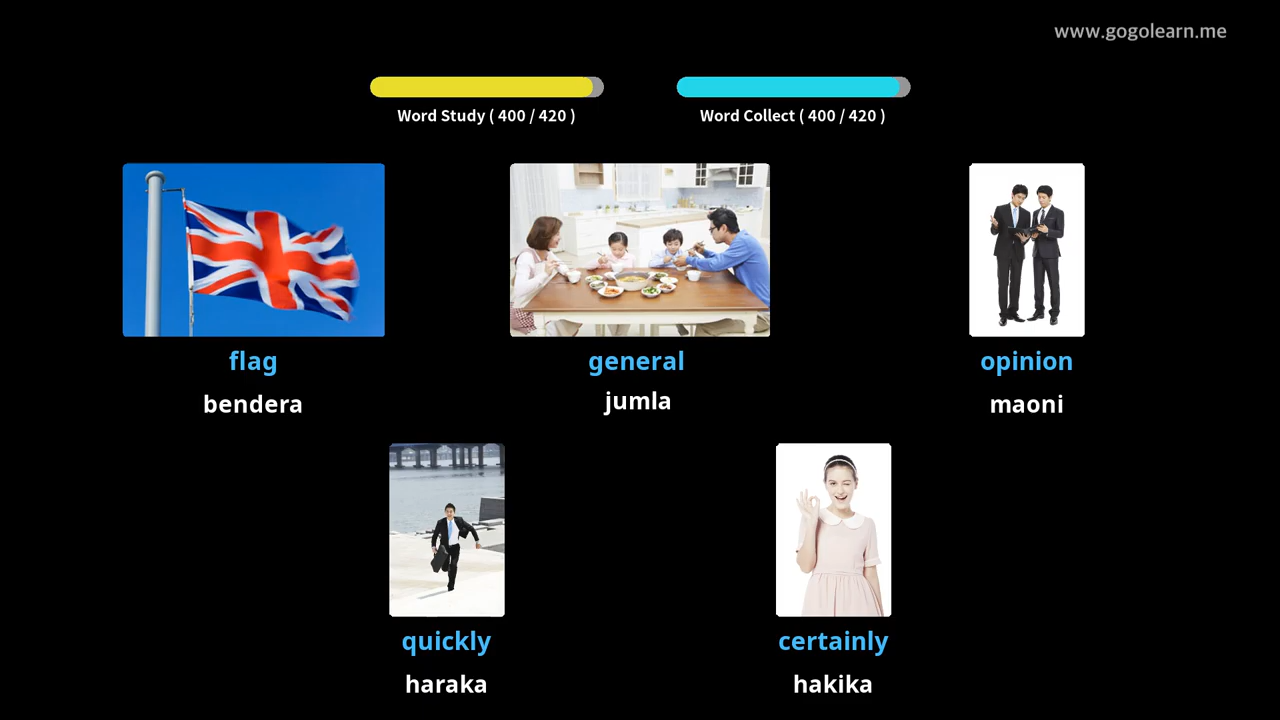 www.gogolearn.me
Word Study ( 400 / 420 )
Word Collect ( 400 / 420 )
flag
bendera
general
jumla
opinion
maoni
quickly
haraka
certainly
hakika